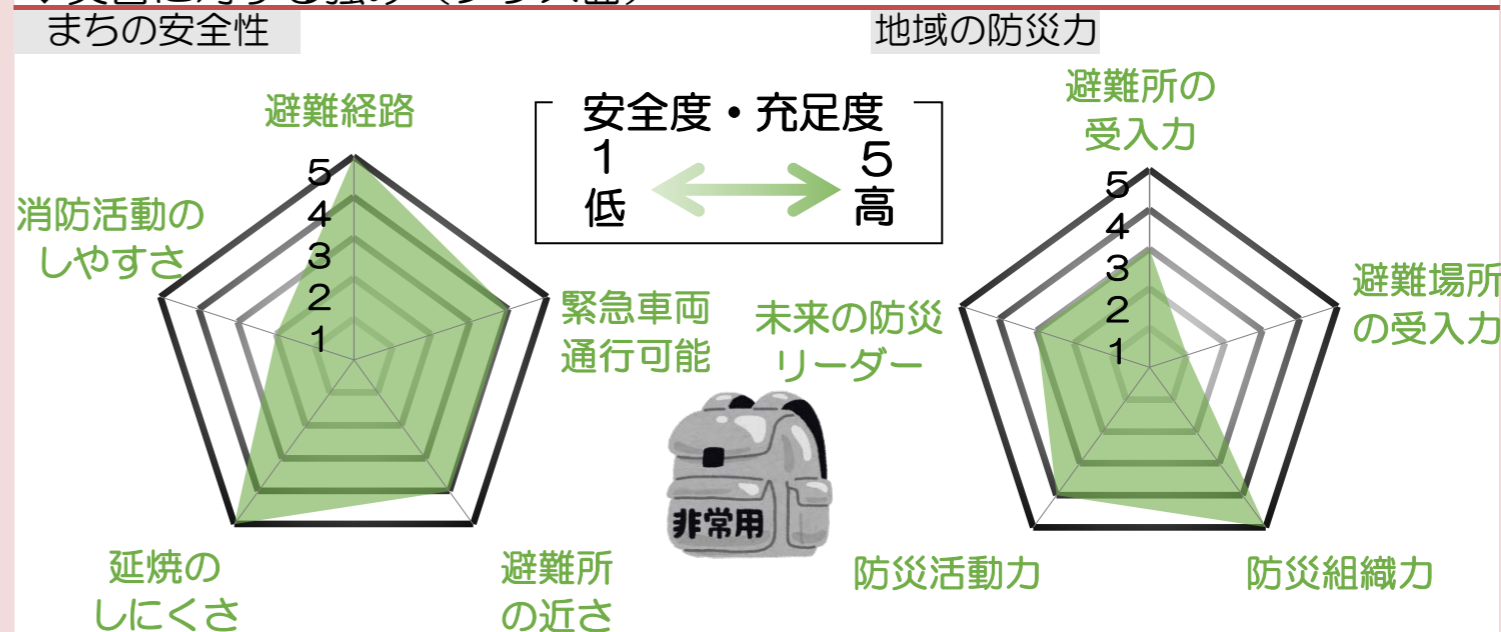 まちの安全性
地域の防災力
避難経路
消防活動の
しやすさ
5
4
3
2
1
緊急車両
通行可能
延焼の
しにくさ
避難所
の近さ
安全度・充足度
1
5
低
高
非常用
避難所の
受入力
5
4
3
2
1
避難場所
の受入力
未来の防災
リーダー
防災活動力
防災組織力